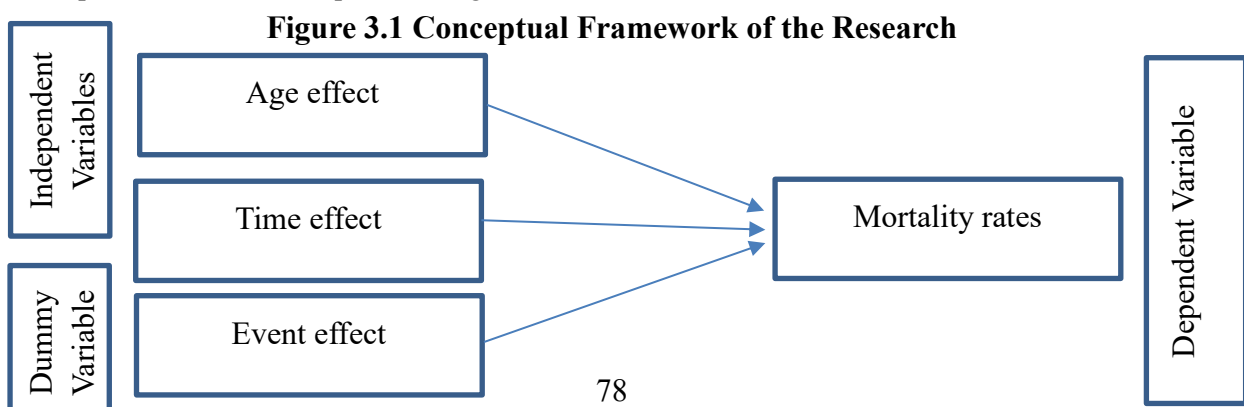 Figure 3.1 Conceptual Framework of the Research
Independent
Variables
Age effect
Time effect
Mortality rates
Dependent Variable
Dummy
Variable
Event effect
78